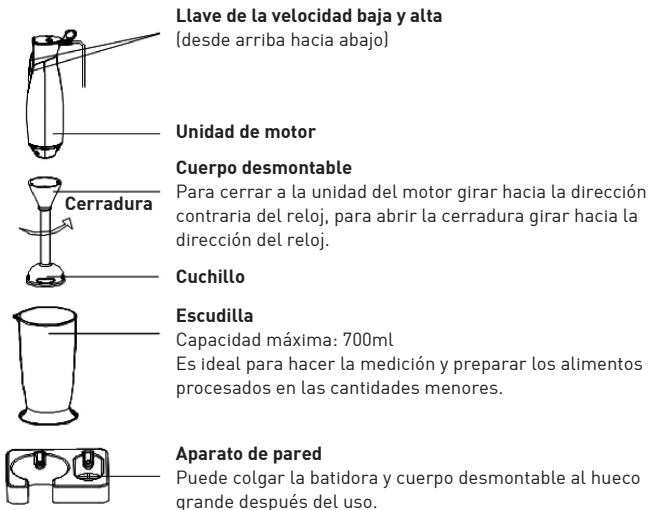 Llave de la velocidad baja y alta
(desde arriba hacia abajo)
Unidad de motor
Cuerpo desmontable
Para cerrar a la unidad del motor girar hacia la dirección
contraria del reloj, para abrir la cerradura girar hacia la
dirección del reloj.
Cerradura
Cuchillo
Escudilla
Capacidad máxima: 700ml
Es ideal para hacer la medición y preparar los alimentos
procesados en las cantidades menores.
Aparato de pared
Puede colgar la batidora y cuerpo desmontable al hueco
grande después del uso.